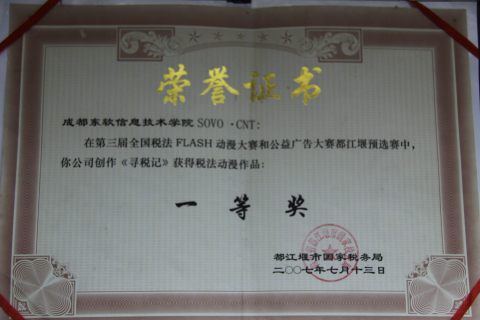 荣誉证书
成都东软信息技术学院 SOVO·CNT:
在第三届全国税法 FLASH 动漫大赛和公益广告大赛都江堰预选赛中,
你公司创作《寻税记》获得税法动漫作品:
一等奖
都江堰市国家税务局
二〇〇七年七月十三日